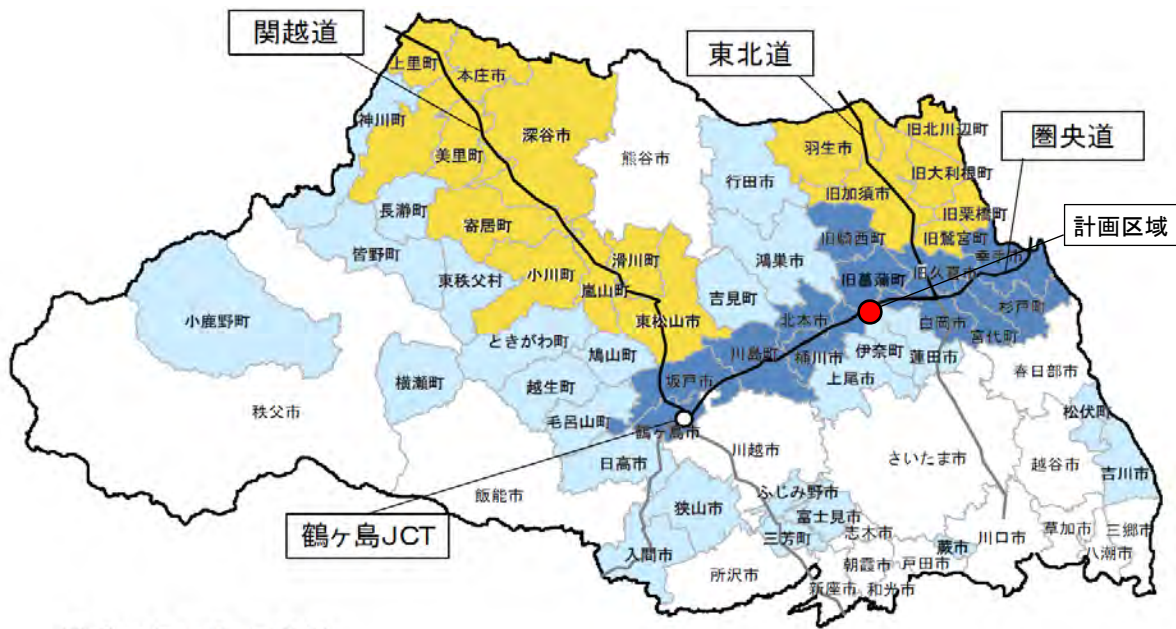 関越道
東北道
圏央道
計画区域
鶴ヶ島JCT
上里町
本庄市
神川町
美里町
深谷市
熊谷市
行田市
羽生市
旧北川辺町
旧大利根町
旧加須市
旧栗橋町
旧鷲宮町
旧騎西町
幸手市
長瀞町
皆野町
寄居町
東秩父村
小川町
嵐山町
滑川町
吉見町
鴻巣市
旧菖蒲町
旧久喜市
杉戸町
小鹿野町
東松山市
北本市
白岡市
宮代町
ときがわ町
鳩山町
川島町
桶川市
伊奈町
蓮田市
横瀬町
越生町
坂戸市
上尾市
春日部市
秩父市
毛呂山町
鶴ヶ島市
松伏町
日高市
川越市
さいたま市
越谷市
吉川市
飯能市
狭山市
ふじみ野市
富士見市
三芳町
志木市
入間市
所沢市
朝霞市
新座市
和光市
戸田市
蕨市
川口市
草加市
三郷市
八潮市